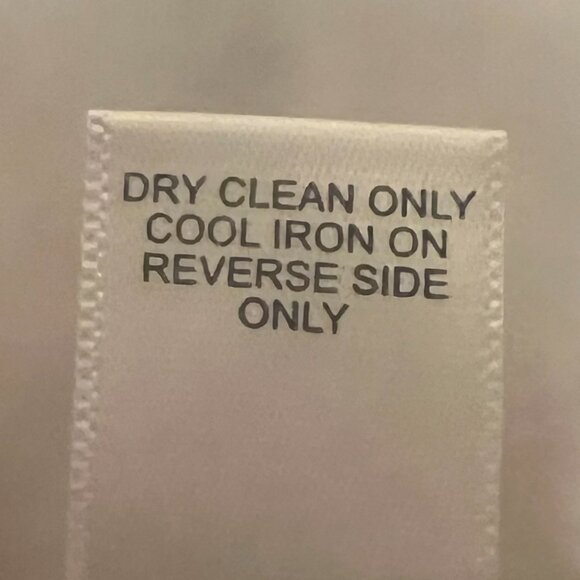 DRY CLEAN ONLY
COOL IRON ON
REVERSE SIDE
ONLY